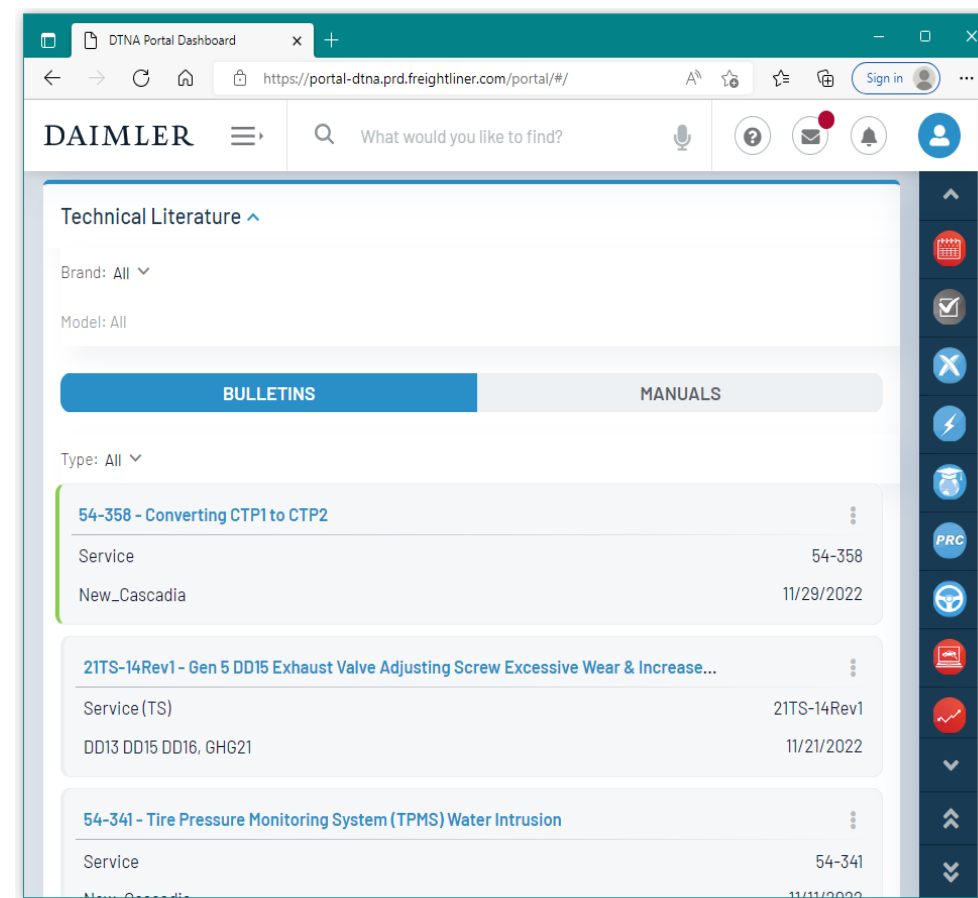 DTNA Portal Dashboard
https://portal-dtna.prd.freightliner.com/portal/#/
Sign in
DAIMLER
What would you like to find?
Technical Literature
Brand: All
Model: All
BULLETINS
MANUALS
Type: All
54-358 - Converting CTP1 to CTP2
Service 54-358
New_Cascadia 11/29/2022
PRC
21TS-14Rev1 - Gen 5 DD15 Exhaust Valve Adjusting Screw Excessive Wear & Increase...
Service (TS) 21TS-14Rev1
DD13 DD15 DD16, GHG21 11/21/2022
54-341 - Tire Pressure Monitoring System (TPMS) Water Intrusion
Service 54-341
New_Cascadia 11/11/2022